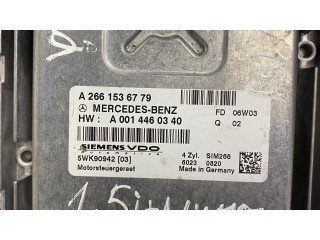 A 266 153 67 79
MERCEDES-BENZ FD 06W03
HW : A 001 446 03 40 Q 02
SIEMENS VDO
Automotive
5WK90942 [03] 4 Zyl. SIM266
6023 0820
Motorsteuergeraet Made in Germany